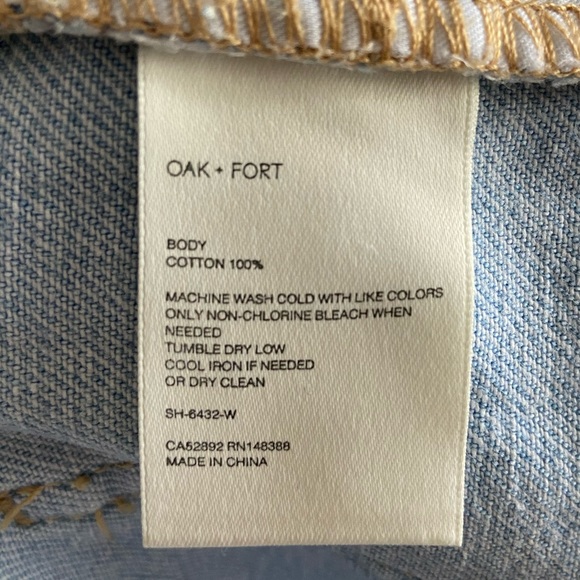 OAK + FORT
BODY
COTTON 100%
MACHINE WASH COLD WITH LIKE COLORS
ONLY NON-CHLORINE BLEACH WHEN
NEEDED
TUMBLE DRY LOW
COOL IRON IF NEEDED
OR DRY CLEAN
SH-6432-W
CA52892 RN148388
MADE IN CHINA